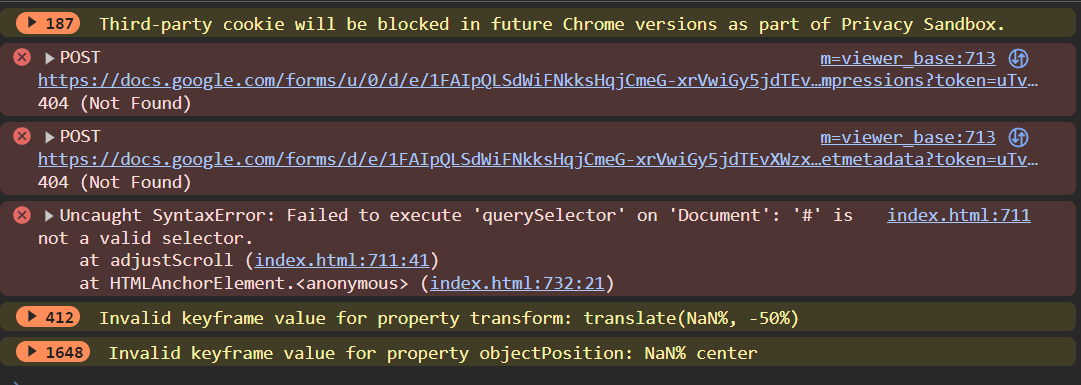 187 Third-party cookie will be blocked in future Chrome versions as part of Privacy Sandbox.
POST m=viewer_base:713
https://docs.google.com/forms/u/0/d/e/1FAIpQLSdWiFNkksHqjCmeG-xrVwiGy5jdTEv…mpressions?token=uTv…
404 (Not Found)
POST m=viewer_base:713
https://docs.google.com/forms/d/e/1FAIpQLSdWiFNkksHqjCmeG-xrVwiGy5jdTEvXWzx…etmetadata?token=uTv…
404 (Not Found)
Uncaught SyntaxError: Failed to execute 'querySelector' on 'Document': '#' is index.html:711
not a valid selector.
at adjustScroll (index.html:711:41)
at HTMLAnchorElement.<anonymous> (index.html:732:21)
412 Invalid keyframe value for property transform: translate(NaN%, -50%)
1648 Invalid keyframe value for property objectPosition: NaN% center